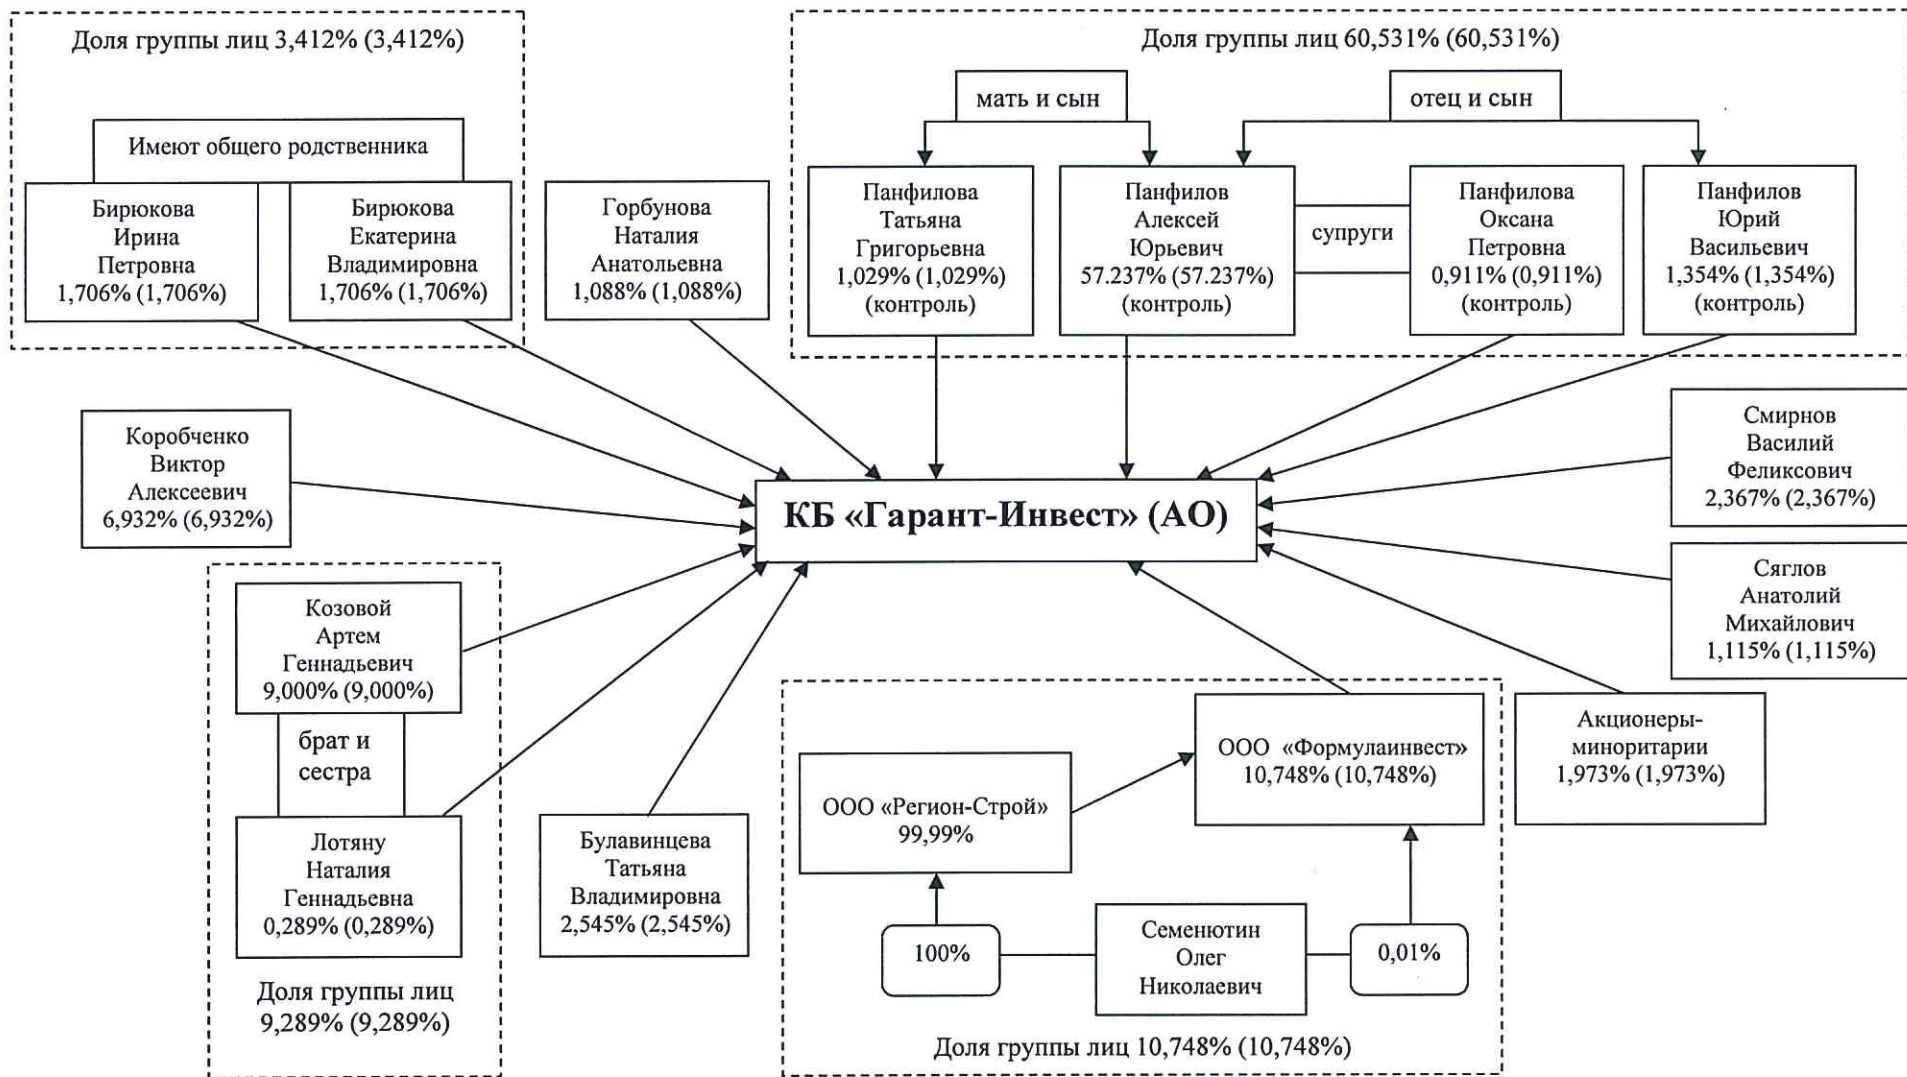 Доля группы лиц 3,412% (3,412%)
Имеют общего родственника
Бирюкова
Ирина
Петровна
1,706% (1,706%)
Бирюкова
Екатерина
Владимировна
1,706% (1,706%)
Горбунова
Наталия
Анатольевна
1,088% (1,088%)
Доля группы лиц 60,531% (60,531%)
мать и сын
отец и сын
Панфилова
Татьяна
Григорьевна
1,029% (1,029%)
(контроль)
Панфилов
Алексей
Юрьевич
57.237% (57.237%)
(контроль)
супруги
Панфилова
Оксана
Петровна
0,911% (0,911%)
(контроль)
Панфилов
Юрий
Васильевич
1,354% (1,354%)
(контроль)
Коробченко
Виктор
Алексеевич
6,932% (6,932%)
КБ «Гарант-Инвест» (АО)
Смирнов
Василий
Феликсович
2,367% (2,367%)
Сяглов
Анатолий
Михайлович
1,115% (1,115%)
Козовой
Артем
Геннадьевич
9,000% (9,000%)
брат и
сестра
Лотяну
Наталия
Геннадьевна
0,289% (0,289%)
Доля группы лиц
9,289% (9,289%)
Булавинцева
Татьяна
Владимировна
2,545% (2,545%)
ООО «Регион-Строй»
99,99%
ООО «Формулаинвест»
10,748% (10,748%)
100%
Семенютин
Олег
Николаевич
0,01%
Доля группы лиц 10,748% (10,748%)
Акционеры-
миноритарии
1,973% (1,973%)